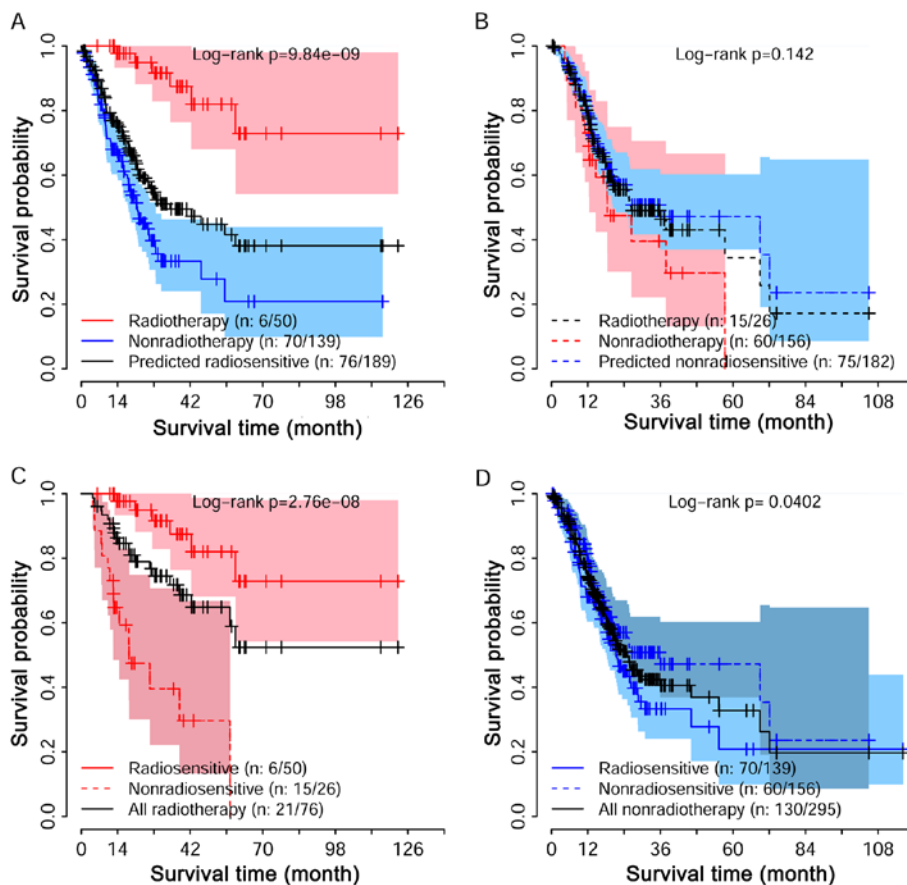 A
Log-rank p=9.84e-09
Survival probability
1.0
0.8
0.6
0.4
0.2
0.0
Radiotherapy (n: 6/50)
Nonradiotherapy (n: 70/139)
Predicted radiosensitive (n: 76/189)
0 14 42 70 98 126
Survival time (month)
B
Log-rank p=0.142
Survival probability
1.0
0.8
0.6
0.4
0.2
0.0
Radiotherapy (n: 15/26)
Nonradiotherapy (n: 60/156)
Predicted nonradiosensitive (n: 75/182)
0 12 36 60 84 108
Survival time (month)
C
Log-rank p=2.76e-08
Survival probability
1.0
0.8
0.6
0.4
0.2
0.0
Radiosensitive (n: 6/50)
Nonradiosensitive (n: 15/26)
All radiotherapy (n: 21/76)
0 14 42 70 98 126
Survival time (month)
D
Log-rank p= 0.0402
Survival probability
1.0
0.8
0.6
0.4
0.2
0.0
Radiosensitive (n: 70/139)
Nonradiosensitive (n: 60/156)
All nonradiotherapy (n: 130/295)
0 12 36 60 84 108
Survival time (month)